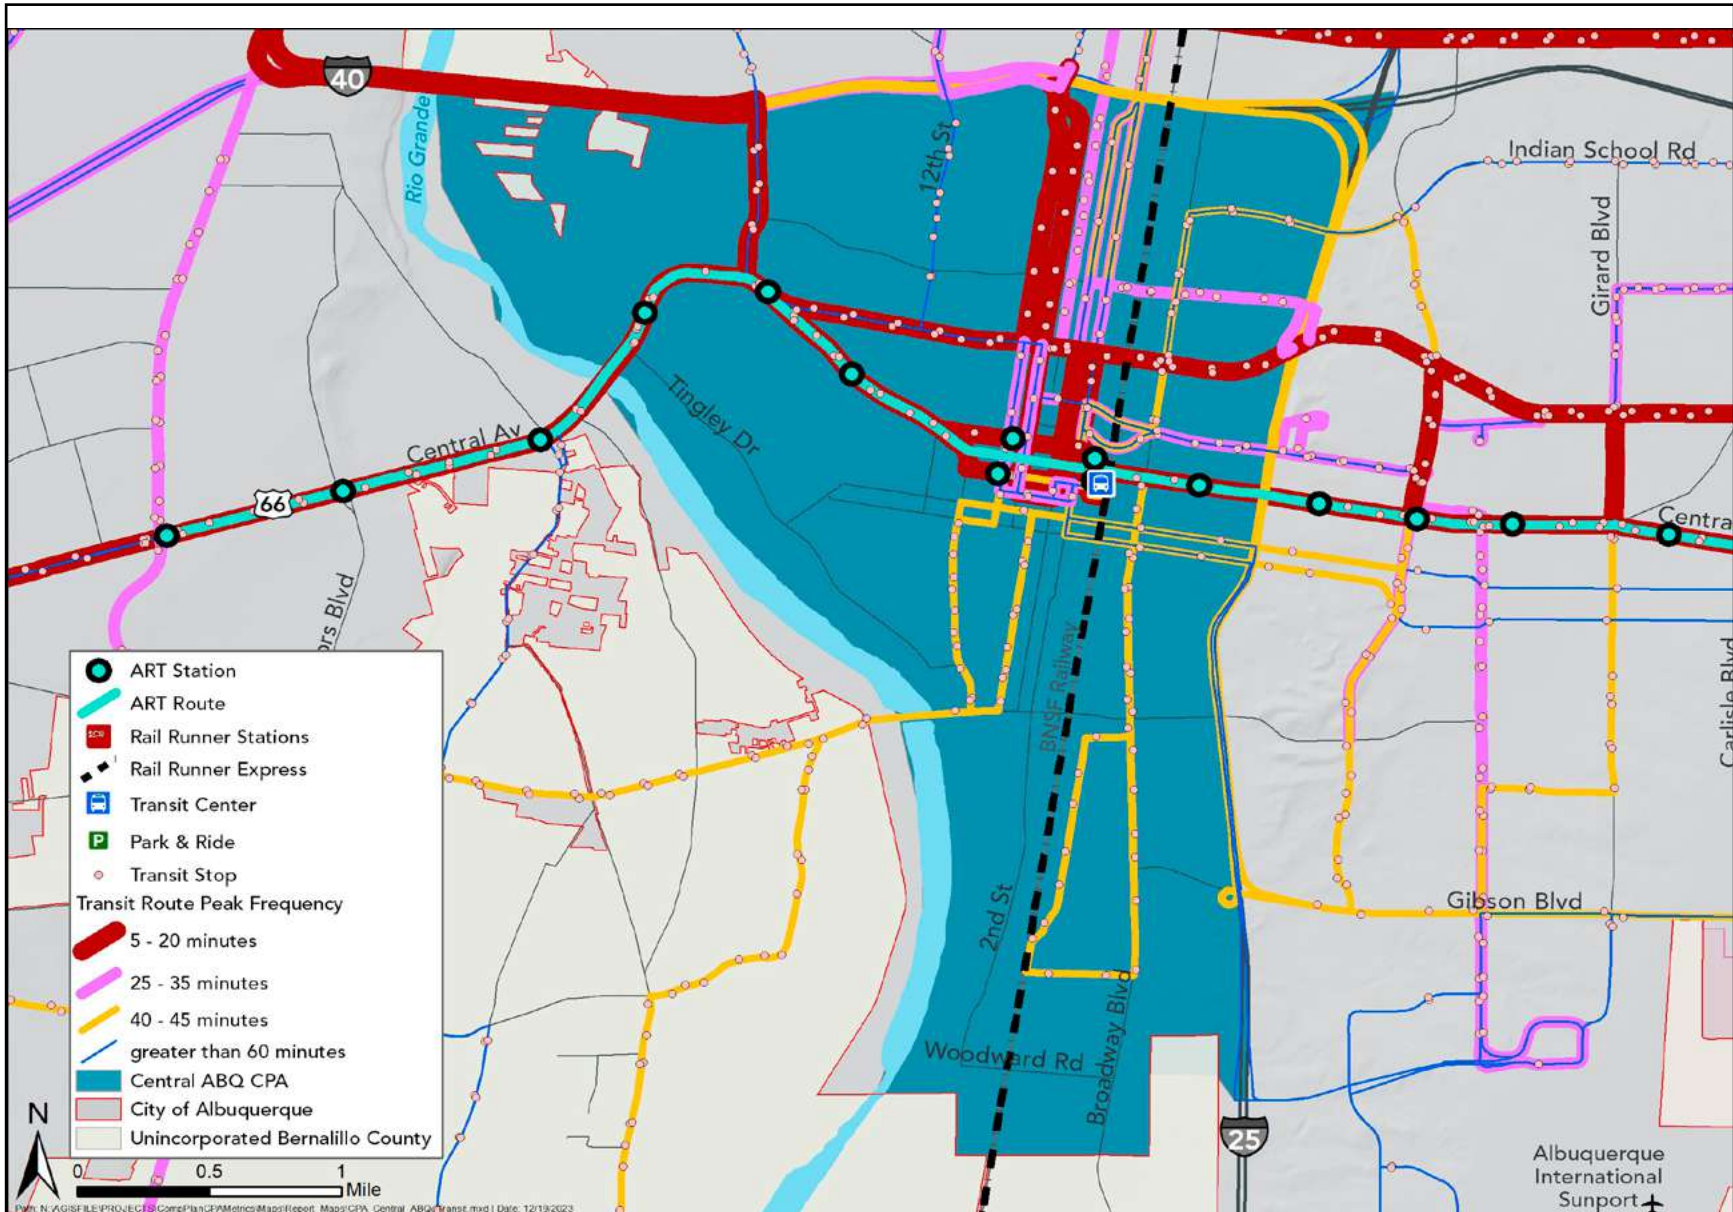 40
Rio Grande
12th St
Indian School Rd
Girard Blvd
Tingley Dr
Central Av
66
Centra
ors Blvd
BNSF Railway
Carlisle Blvd
2nd St
Gibson Blvd
Broadway Blvd
Woodward Rd
25
Albuquerque
International
Sunport
ART Station
ART Route
Rail Runner Stations
Rail Runner Express
Transit Center
P
Park & Ride
Transit Stop
Transit Route Peak Frequency
5 - 20 minutes
25 - 35 minutes
40 - 45 minutes
greater than 60 minutes
Central ABQ CPA
City of Albuquerque
Unincorporated Bernalillo County
N
0 0.5 1
Mile